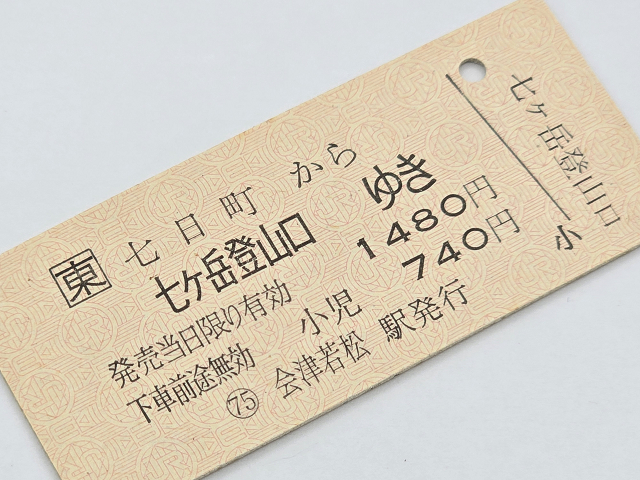 東 七日町 から
七ケ岳登山口 ゆき
発売当日限り有効 1480円
下車前途無効 小児 740円
75 会津若松 駅発行
七ヶ岳登山口
小